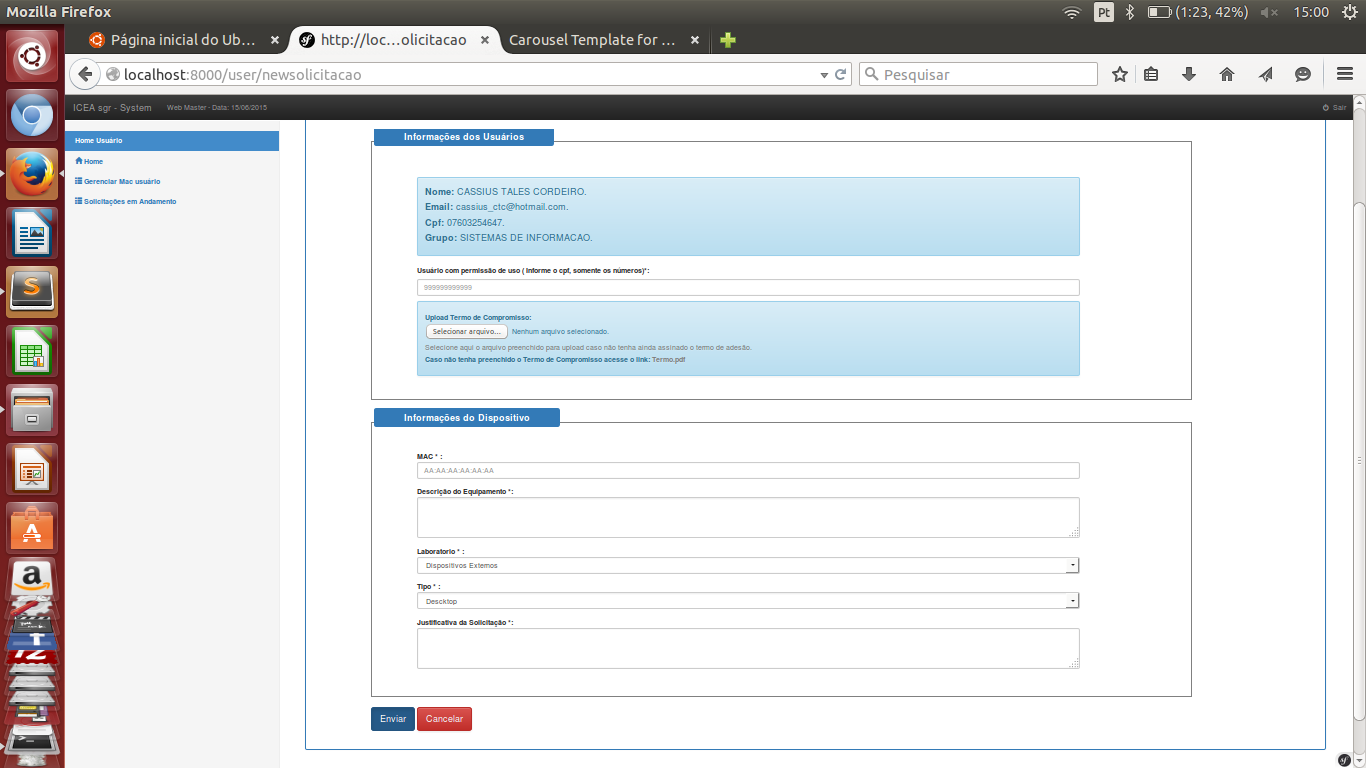 Mozilla Firefox
Pt
(1:23, 42%)
15:00
Página inicial do Ub...
http://loc...olicitacao
Carousel Template for ...
localhost:8000/user/newsolicitacao
Pesquisar
ICEA sgr - System
Web Master - Data: 15/06/2015
Sair
Home Usuário
Home
Gerenciar Mac usuário
Solicitações em Andamento
Informações dos Usuários
Nome: CASSIUS TALES CORDEIRO.
Email: cassius_ctc@hotmail.com.
Cpf: 07603254647.
Grupo: SISTEMAS DE INFORMACAO.
Usuário com permissão de uso ( Informe o cpf, somente os números)*:
999999999999
Upload Termo de Compromisso:
Selecionar arquivo... Nenhum arquivo selecionado.
Selecione aqui o arquivo preenchido para upload caso não tenha ainda assinado o termo de adesão.
Caso não tenha preenchido o Termo de Compromisso acesse o link: Termo.pdf
Informações do Dispositivo
MAC * :
AA:AA:AA:AA:AA:AA
Descrição do Equipamento *:
Laboratorio * :
Dispositivos Externos
Tipo * :
Descktop
Justificativa da Solicitação *:
Enviar
Cancelar